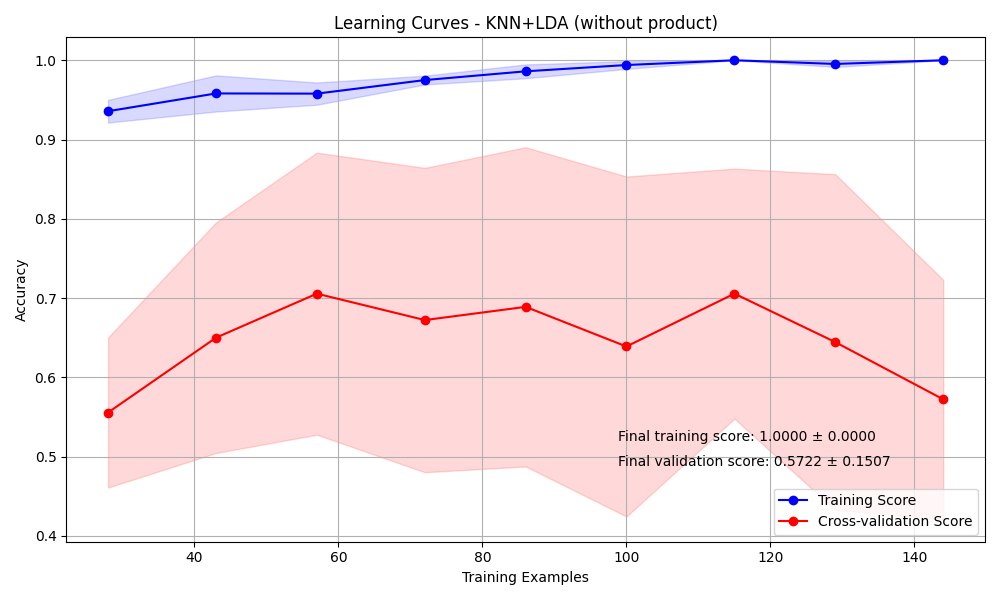 Learning Curves - KNN+LDA (without product)
Accuracy
1.0
0.9
0.8
0.7
0.6
0.5
0.4
Final training score: 1.0000 ± 0.0000
Final validation score: 0.5722 ± 0.1507
Training Score
Cross-validation Score
40 60 80 100 120 140
Training Examples